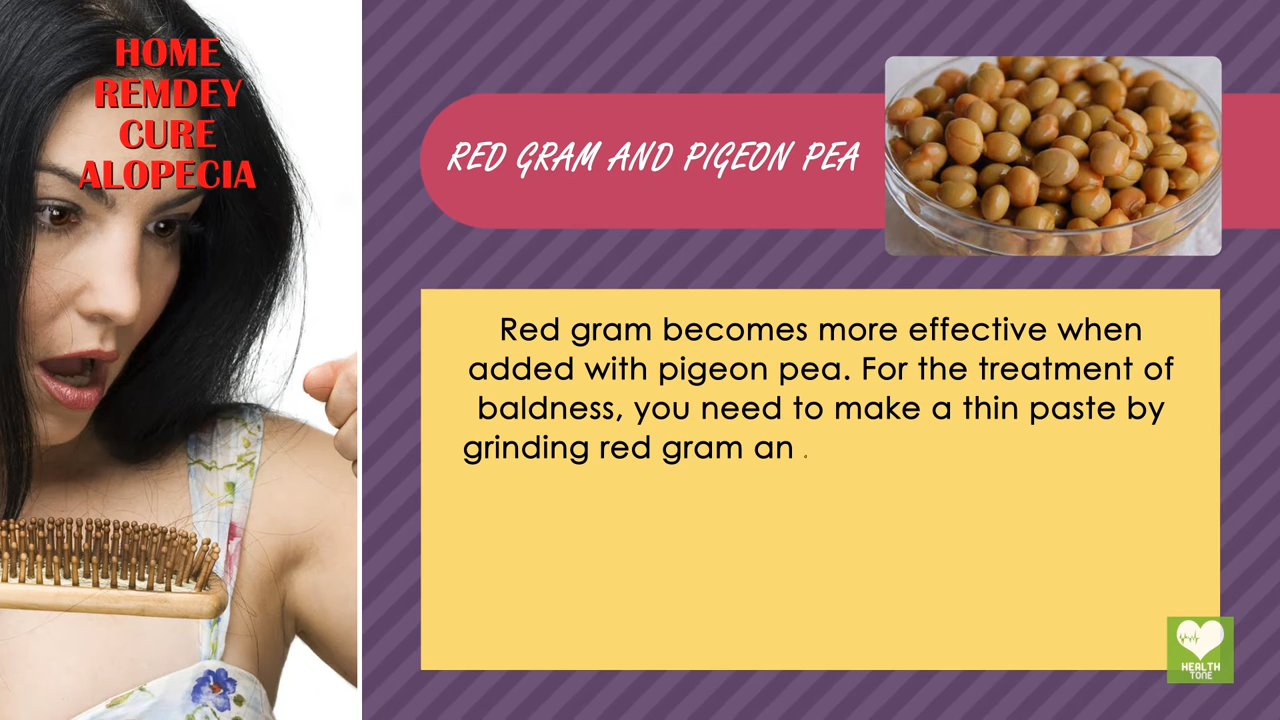 HOME
REMDEY
CURE
ALOPECIA
RED GRAM AND PIGEON PEA
Red gram becomes more effective when
added with pigeon pea. For the treatment of
baldness, you need to make a thin paste by
grinding red gram an
HEALTH
TONE